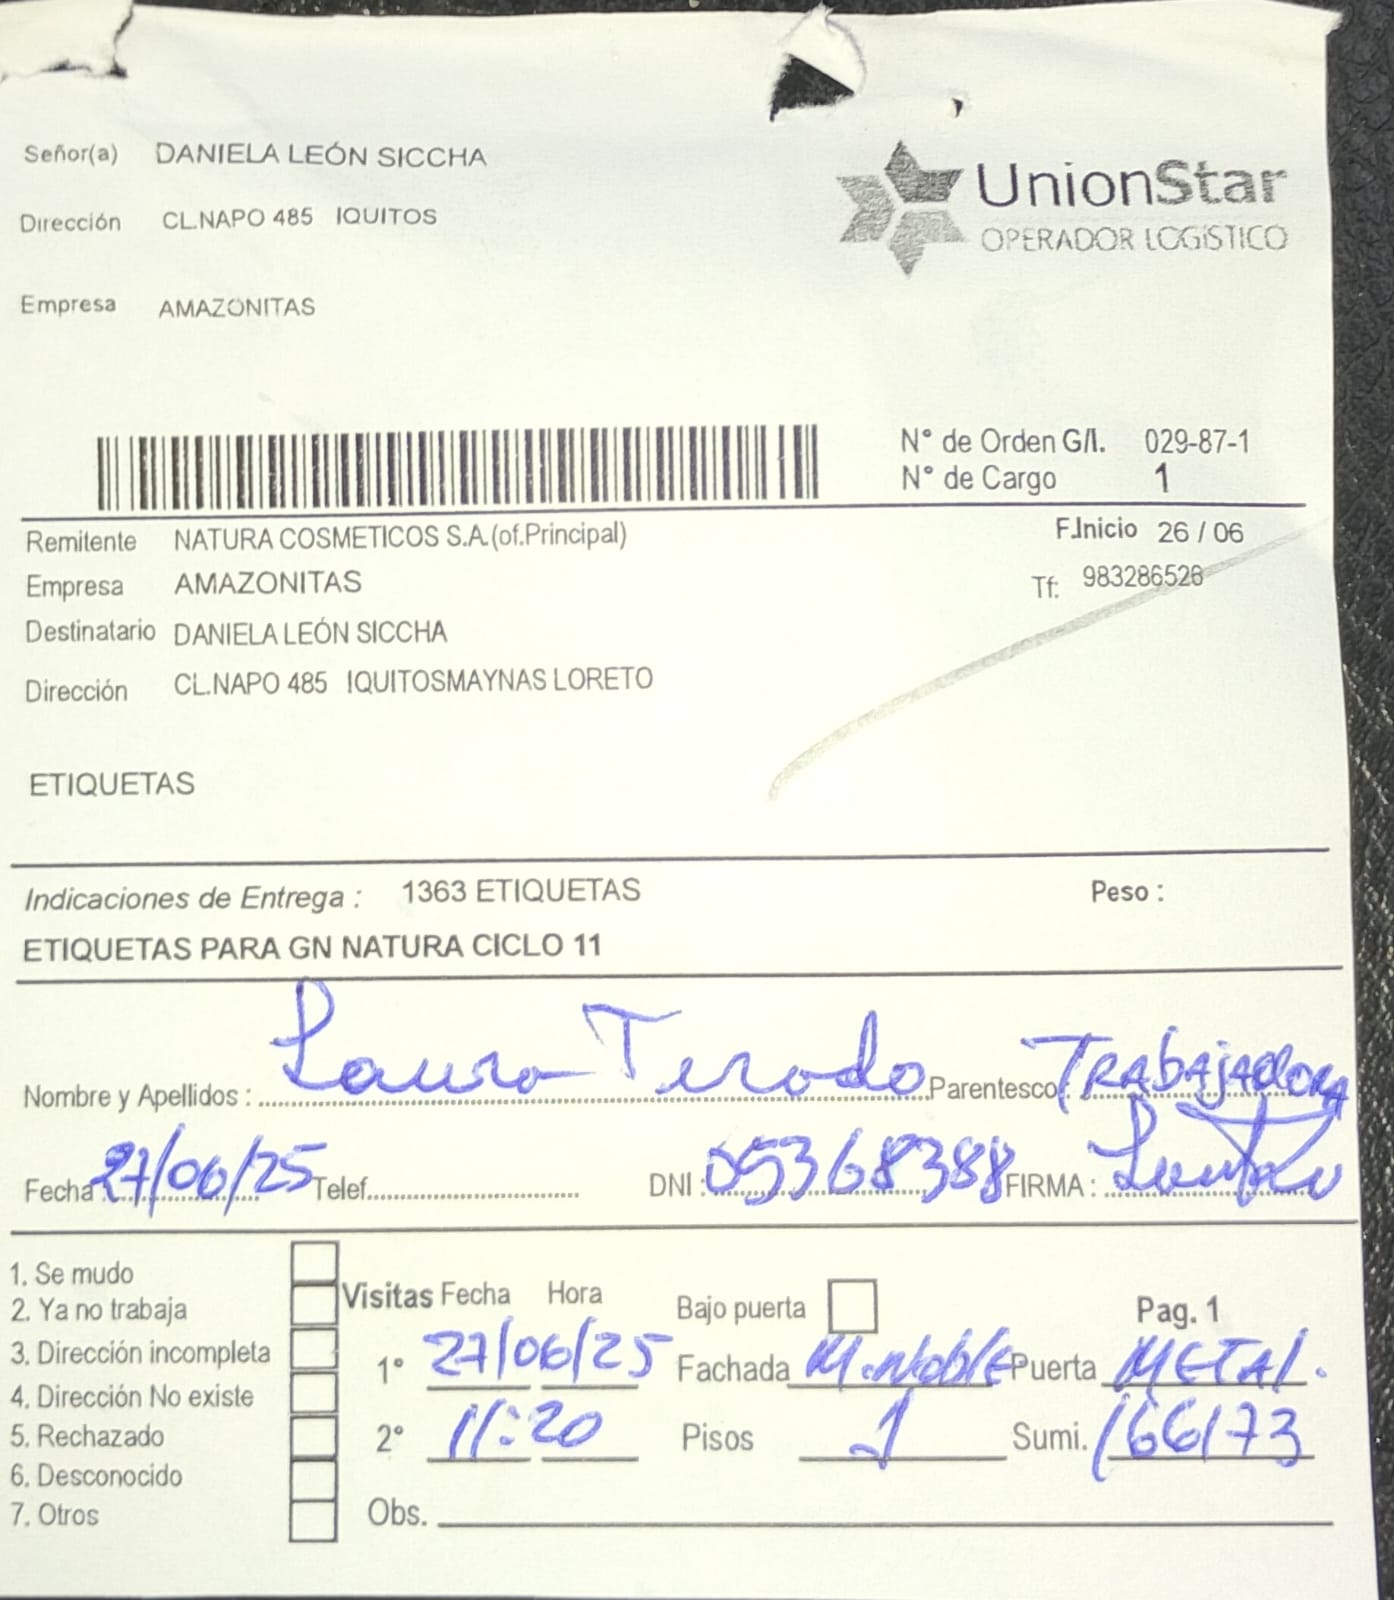 Señor(a) DANIELA LEÓN SICCHA
Dirección CL.NAPO 485 IQUITOS
Empresa AMAZONITAS
UnionStar
OPERADOR LOGÍSTICO
N° de Orden G/I. 029-87-1
N° de Cargo 1
Remitente NATURA COSMETICOS S.A.(of.Principal) F.Inicio 26 / 06
Empresa AMAZONITAS Tf: 983286526
Destinatario DANIELA LEÓN SICCHA
Dirección CL.NAPO 485 IQUITOSMAYNAS LORETO
ETIQUETAS
Indicaciones de Entrega : 1363 ETIQUETAS Peso :
ETIQUETAS PARA GN NATURA CICLO 11
Nombre y Apellidos : Laura Terado Parentesco: TRABAJADORA
Fecha 27/06/25 Telef. DNI : 05368388 FIRMA :
1. Se mudo
2. Ya no trabaja
3. Dirección incompleta
4. Dirección No existe
5. Rechazado
6. Desconocido
7. Otros
Visitas Fecha Hora Bajo puerta Pag. 1
1° 27/06/25 Fachada M.NOblE Puerta METAL.
2° 11:20 Pisos 1 Sumi. 166173
Obs.